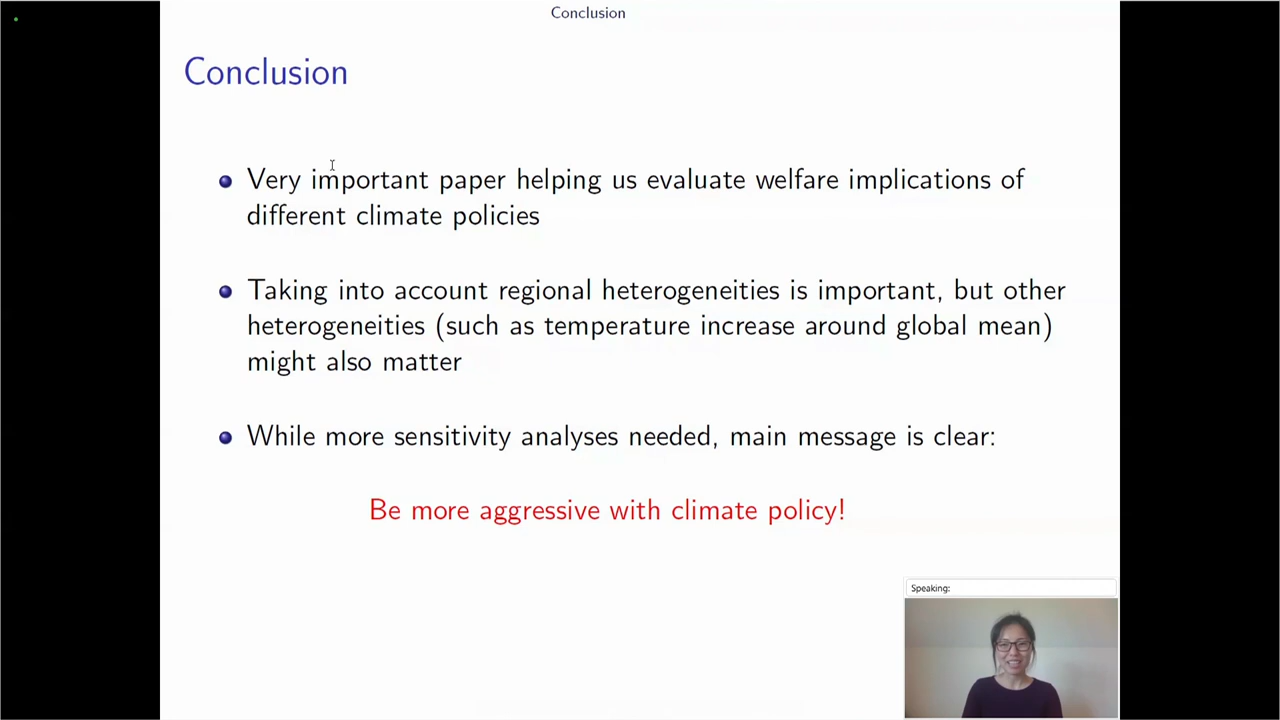 Conclusion
Conclusion
Very important paper helping us evaluate welfare implications of
different climate policies
Taking into account regional heterogeneities is important, but other
heterogeneities (such as temperature increase around global mean)
might also matter
While more sensitivity analyses needed, main message is clear:
Be more aggressive with climate policy!
Speaking: